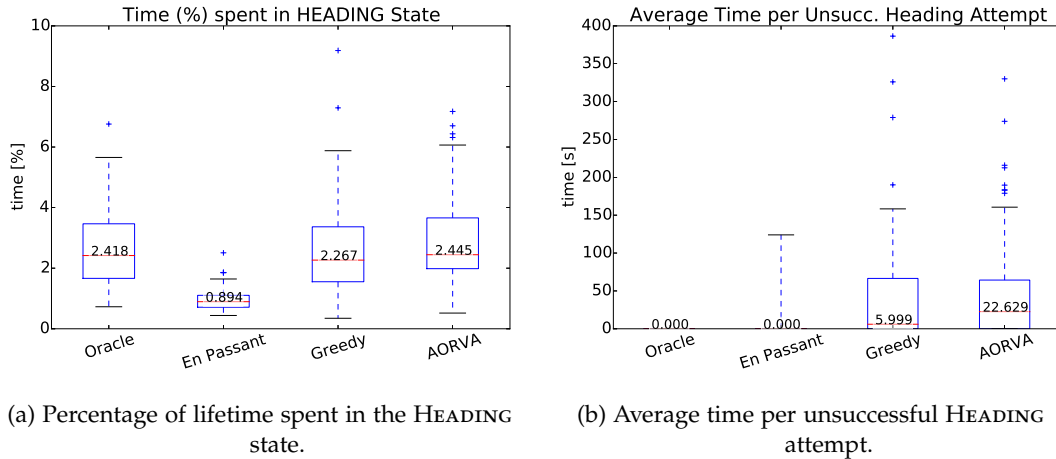 Time (%) spent in HEADING State
10
8
6
4
2
0
time [%]
2.418
0.894
2.267
2.445
Oracle
En Passant
Greedy
AORVA
(a) Percentage of lifetime spent in the HEADING
state.
Average Time per Unsucc. Heading Attempt
400
350
300
250
200
150
100
50
0
time [s]
0.000
0.000
5.999
22.629
Oracle
En Passant
Greedy
AORVA
(b) Average time per unsuccessful HEADING
attempt.